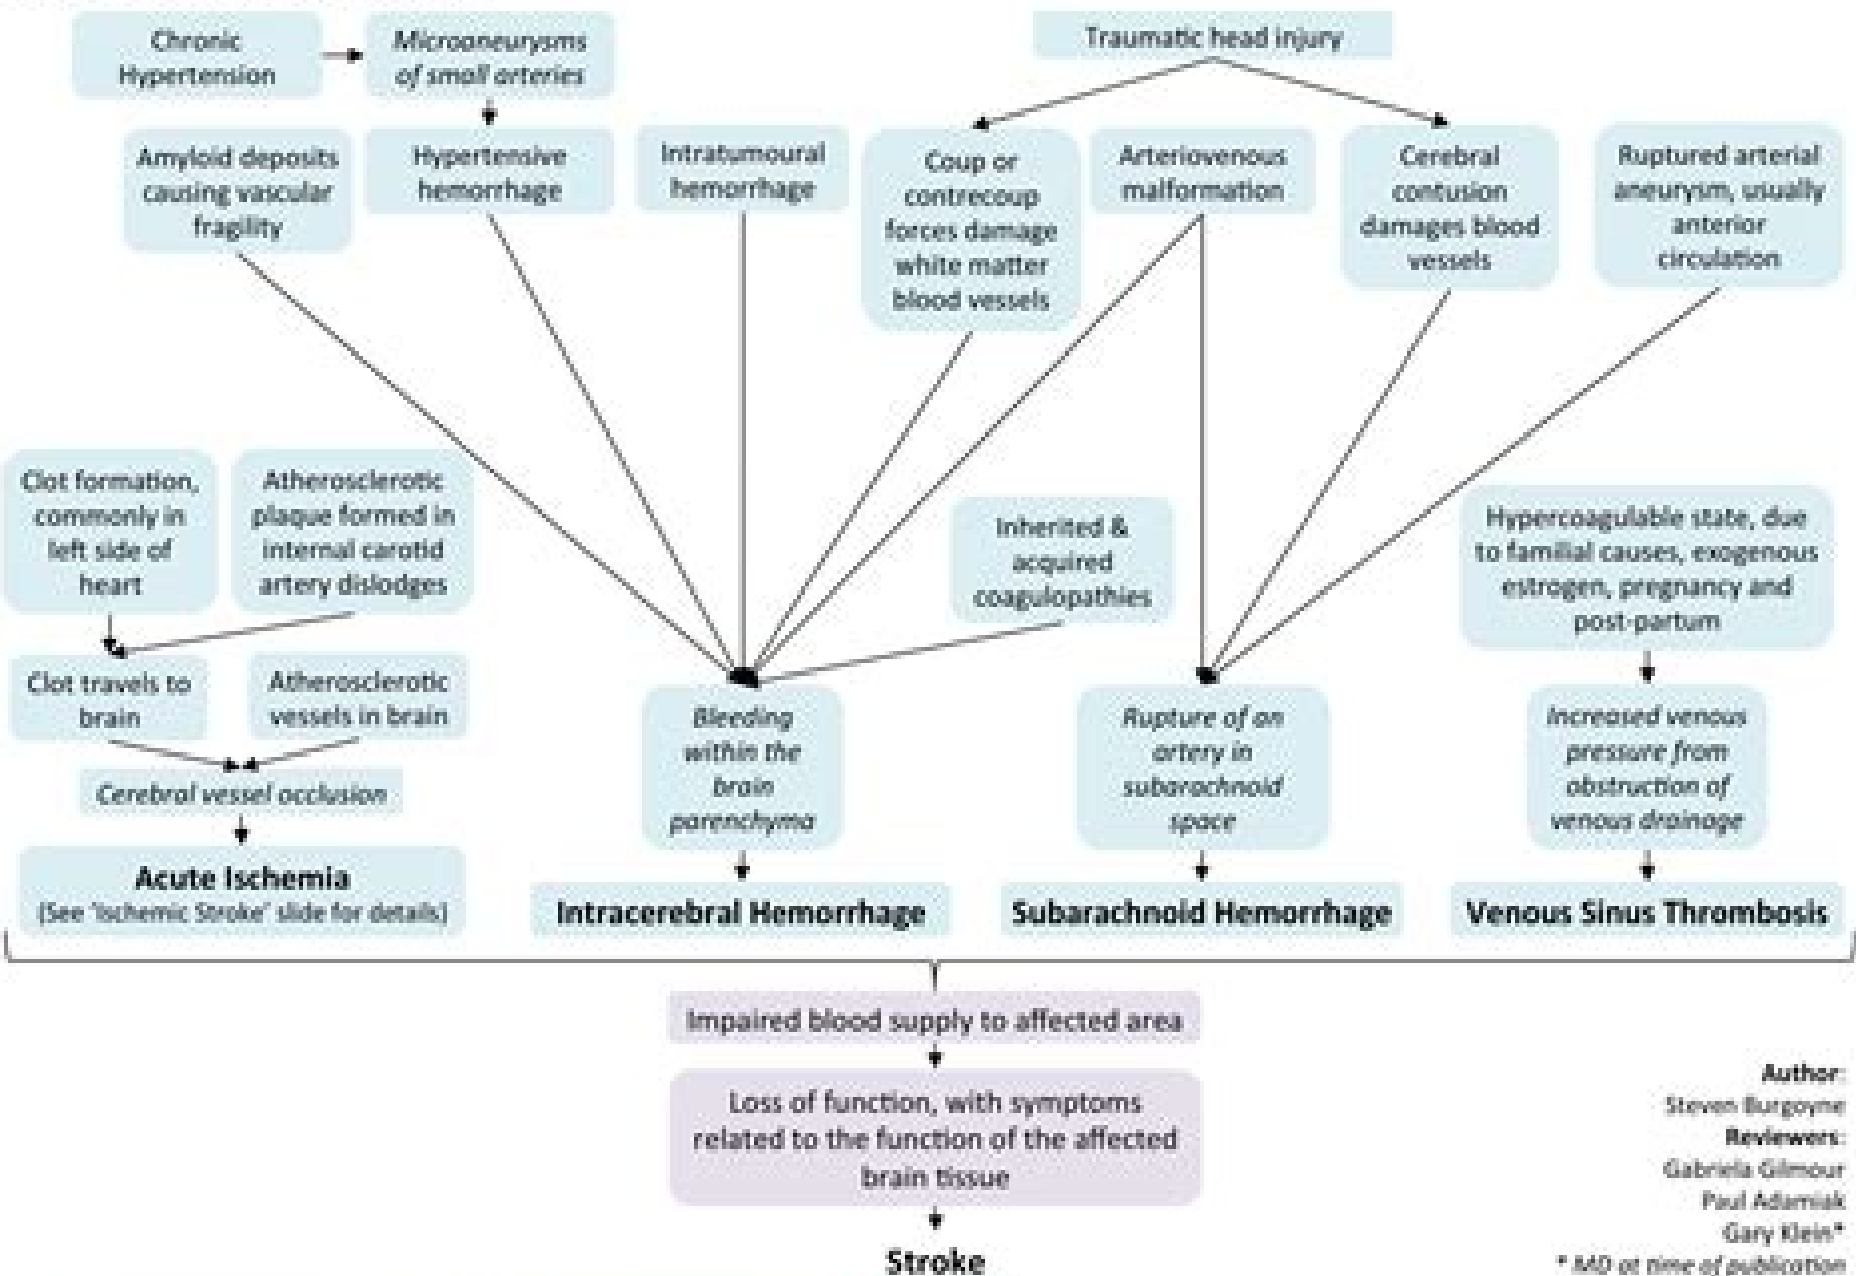 Chronic
Hypertension
Microaneurysms
of small arteries
Traumatic head injury
Amyloid deposits
causing vascular
fragility
Hypertensive
hemorrhage
Intratumoural
hemorrhage
Coup or
contrecoup
forces damage
white matter
blood vessels
Arteriovenous
malformation
Cerebral
contusion
damages blood
vessels
Ruptured arterial
aneurysm, usually
anterior
circulation
Clot formation,
commonly in
left side of
heart
Atherosclerotic
plaque formed in
internal carotid
artery dislodges
Inherited &
acquired
coagulopathies
Hypercoagulable state, due
to familial causes, exogenous
estrogen, pregnancy and
post-partum
Clot travels to
brain
Atherosclerotic
vessels in brain
Cerebral vessel occlusion
Bleeding
within the
brain
parenchyma
Rupture of an
artery in
subarachnoid
space
Increased venous
pressure from
obstruction of
venous drainage
Acute Ischemia
(See 'Ischemic Stroke' slide for details)
Intracerebral Hemorrhage
Subarachnoid Hemorrhage
Venous Sinus Thrombosis
Impaired blood supply to affected area
Loss of function, with symptoms
related to the function of the affected
brain tissue
Stroke
Author:
Steven Burgoyne
Reviewers:
Gabriela Gilmour
Paul Adamiak
Gary Klein*
* MD at time of publication